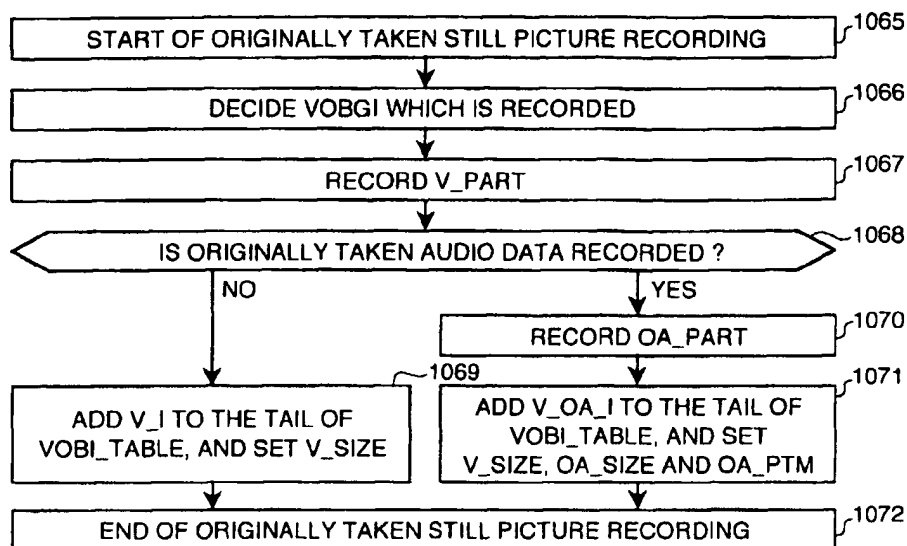 START OF ORIGINALLY TAKEN STILL PICTURE RECORDING
1065
DECIDE VOBGI WHICH IS RECORDED
1066
RECORD V_PART
1067
IS ORIGINALLY TAKEN AUDIO DATA RECORDED ?
1068
NO
YES
RECORD OA_PART
1070
1069
1071
ADD V_I TO THE TAIL OF
VOBI_TABLE, AND SET V_SIZE
ADD V_OA_I TO THE TAIL OF
VOBI_TABLE, AND SET
V_SIZE, OA_SIZE AND OA_PTM
END OF ORIGINALLY TAKEN STILL PICTURE RECORDING
1072